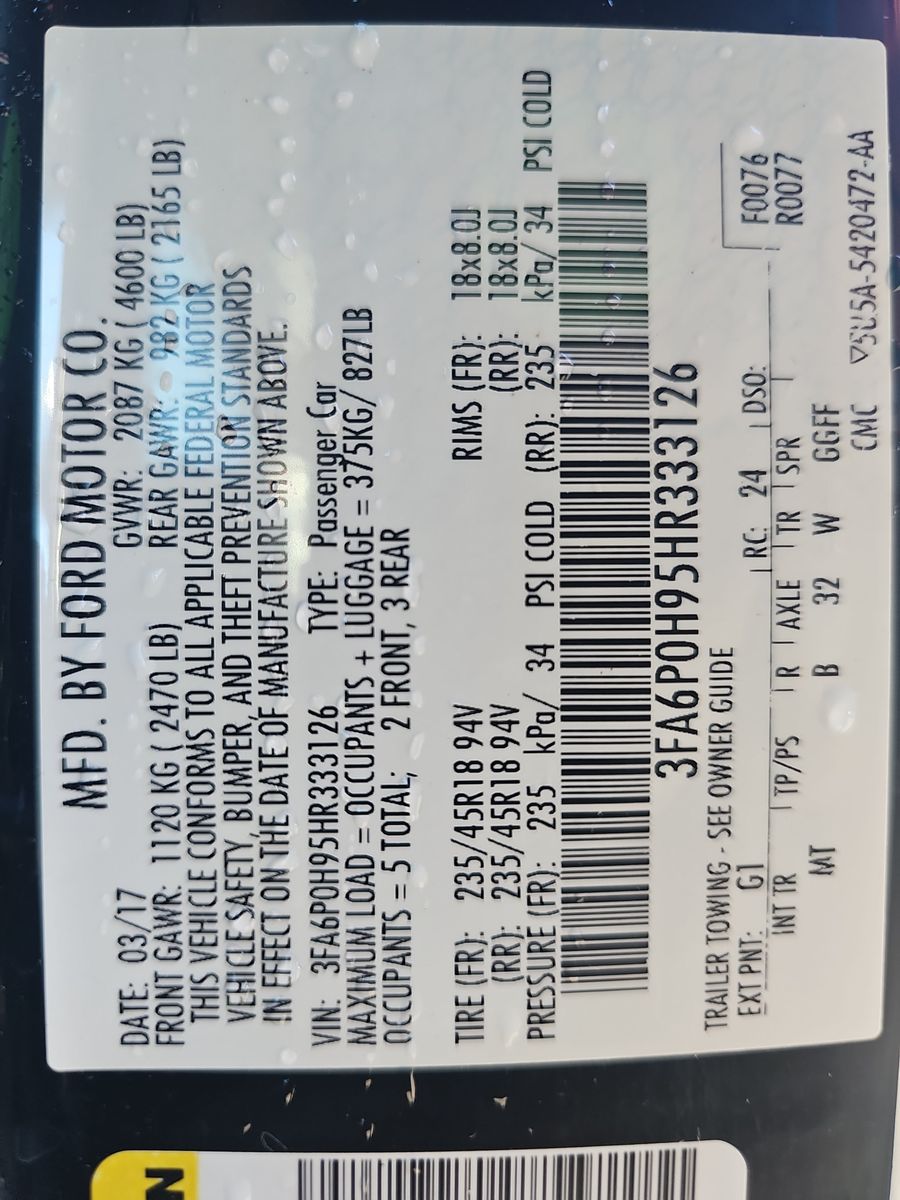 MFD. BY FORD MOTOR CO.
DATE: 03/17 GVWR: 2087 KG ( 4600 LB)
FRONT GAWR: 1120 KG ( 2470 LB) REAR GAWR: 982 KG ( 2165 LB)
THIS VEHICLE CONFORMS TO ALL APPLICABLE FEDERAL MOTOR
VEHICLE SAFETY, BUMPER, AND THEFT PREVENTION STANDARDS
IN EFFECT ON THE DATE OF MANUFACTURE SHOWN ABOVE.
VIN: 3FA6P0H95HR333126 TYPE: Passenger Car
MAXIMUM LOAD = OCCUPANTS + LUGGAGE = 375KG/ 827LB
OCCUPANTS = 5 TOTAL, 2 FRONT, 3 REAR
TIRE (FR): 235/45R18 94V RIMS (FR): 18x8.0J
(RR): 235/45R18 94V (RR): 18x8.0J
PRESSURE (FR): 235 kPa/ 34 PSI COLD (RR): 235 kPa/ 34 PSI COLD
3FA6P0H95HR333126
TRAILER TOWING - SEE OWNER GUIDE
F0076
EXT PNT: G1 RC: 24 DSO:
R0077
INT TR TP/PS R AXLE TR SPR
MT B 32 W GGFF
CMC ▽5U5A-5420472-AA
N